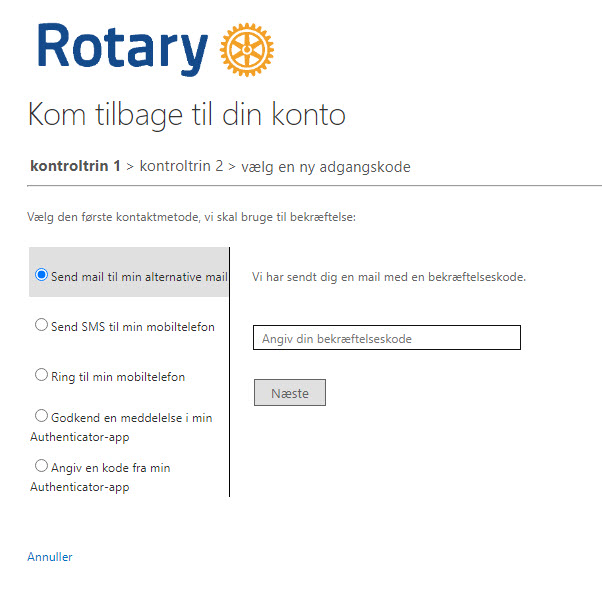 Rotary
Kom tilbage til din konto
kontroltrin 1 > kontroltrin 2 > vælg en ny adgangskode
Vælg den første kontaktmetode, vi skal bruge til bekræftelse:
Send mail til min alternative mail
Send SMS til min mobiltelefon
Ring til min mobiltelefon
Godkend en meddelelse i min
Authenticator-app
Angiv en kode fra min
Authenticator-app
Vi har sendt dig en mail med en bekræftelseskode.
Angiv din bekræftelseskode
Næste
Annuller